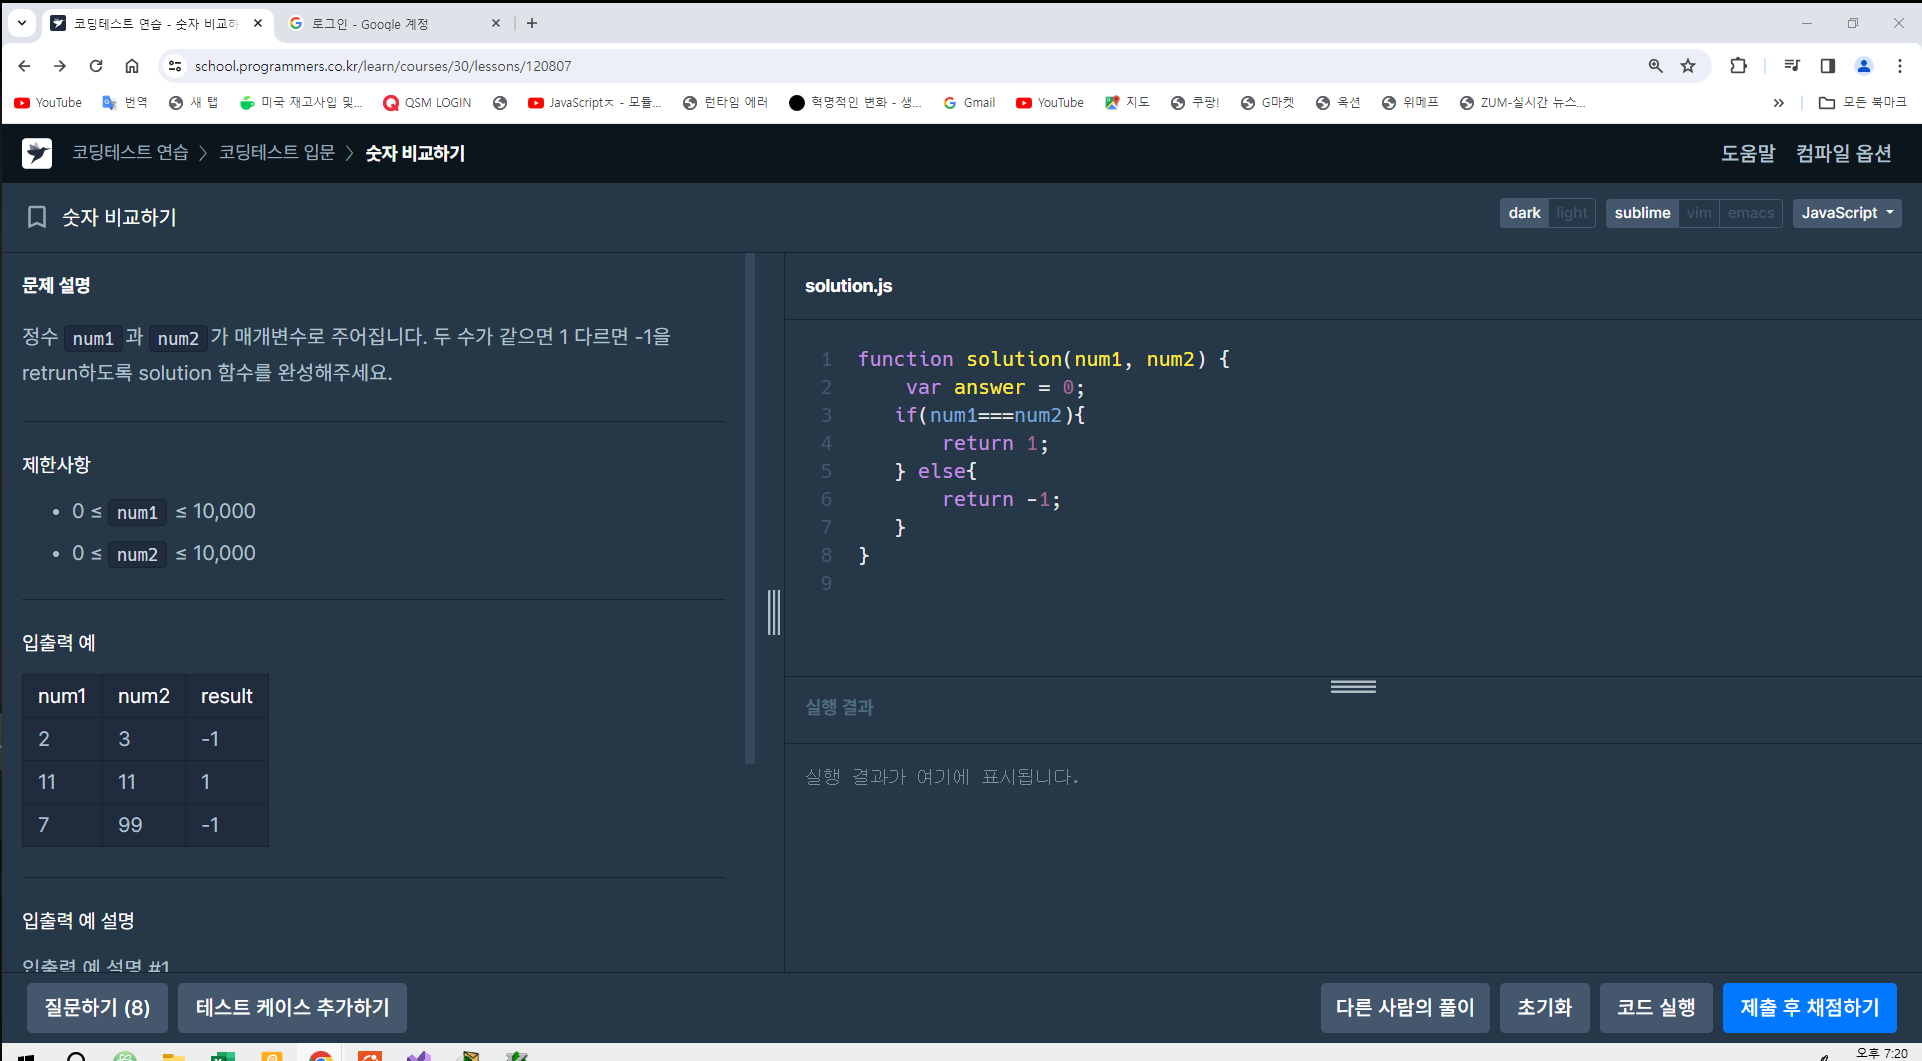 코딩테스트 연습 - 숫자 비교하
로그인 - Google 계정
school.programmers.co.kr/learn/courses/30/lessons/120807
YouTube 번역 새 탭 미국 재고사입 및... QSM LOGIN JavaScriptㅈ - 모듈... 런타임 에러 혁명적인 변화 - 생... Gmail YouTube 지도 쿠팡! G마켓 옥션 위메프 ZUM-실시간 뉴스... » 모든 북마크
코딩테스트 연습 > 코딩테스트 입문 > 숫자 비교하기 도움말 컴파일 옵션
숫자 비교하기 dark light sublime vim emacs JavaScript
문제 설명
정수 num1 과 num2 가 매개변수로 주어집니다. 두 수가 같으면 1 다르면 -1을
retrun하도록 solution 함수를 완성해주세요.
제한사항
• 0 ≤ num1 ≤ 10,000
• 0 ≤ num2 ≤ 10,000
입출력 예
num1 num2 result
2 3 -1
11 11 1
7 99 -1
입출력 예 설명
입출력 예 설명 #1
solution.js
1 function solution(num1, num2) {
2 var answer = 0;
3 if(num1===num2){
4 return 1;
5 } else{
6 return -1;
7 }
8 }
9
실행 결과
실행 결과가 여기에 표시됩니다.
질문하기 (8) 테스트 케이스 추가하기 다른 사람의 풀이 초기화 코드 실행 제출 후 채점하기
오후 7:20